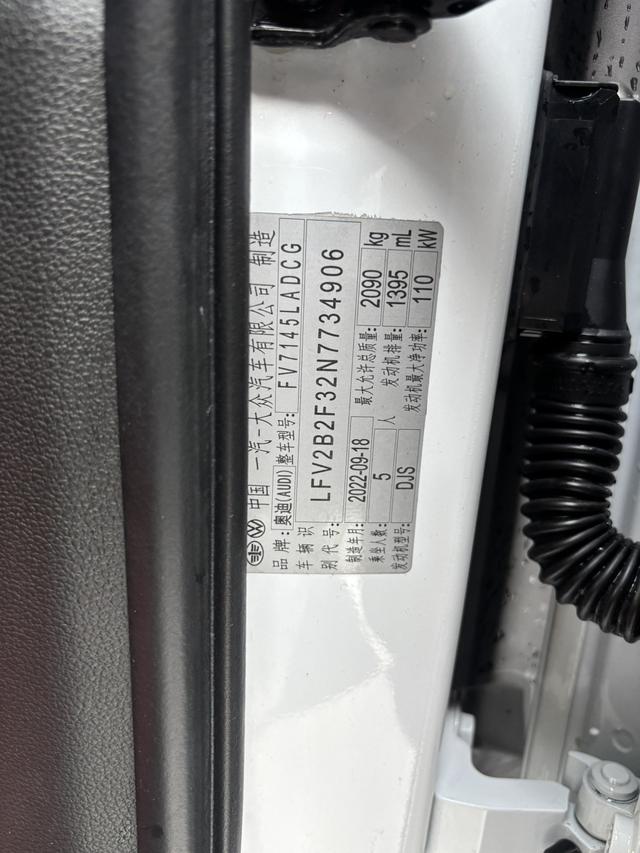 中国 一汽-大众汽车有限公司 制造
品牌:奥迪(AUDI) 整车型号: FV7145LADCG
车辆识别代号: LFV2B2F32N7734906
制造年月: 2022-09-18 最大允许总质量: 2090 kg
乘坐人数: 5 人 发动机排量: 1395 mL
发动机型号: DJS 发动机最大净功率: 110 kW